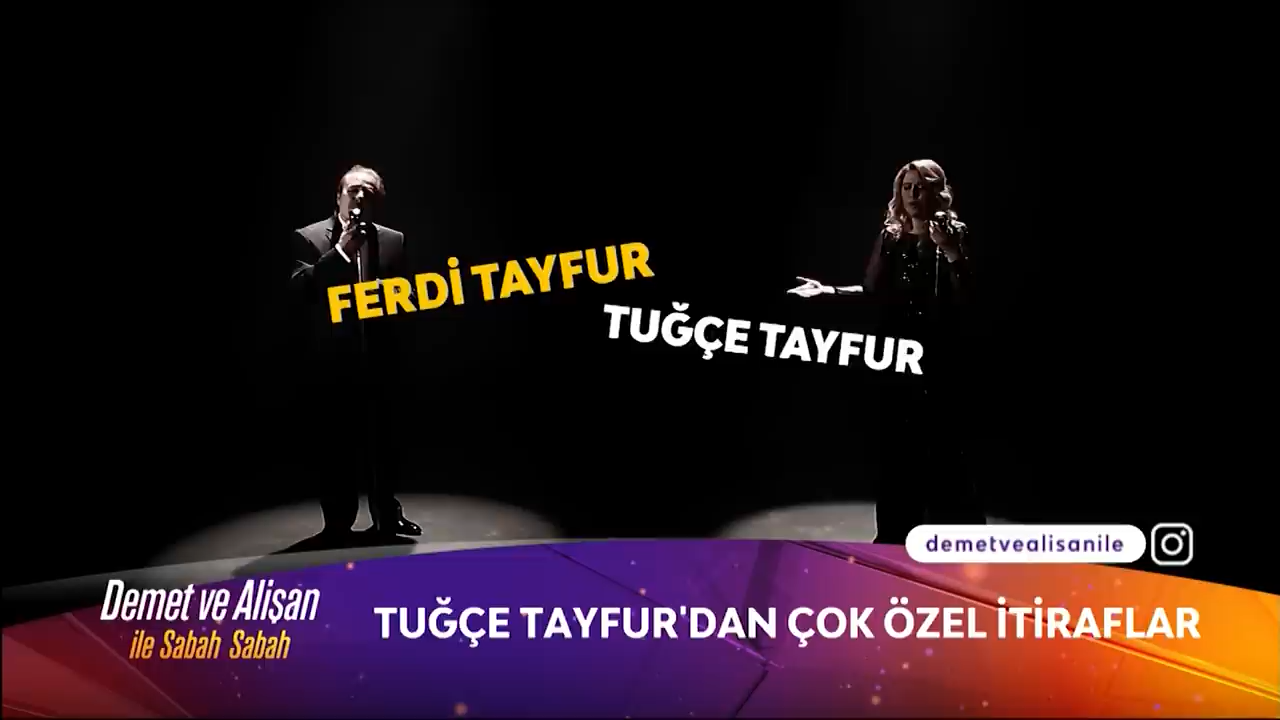 FERDİ TAYFUR
TUĞÇE TAYFUR
demetvealisanile
Demet ve Alişan
ile Sabah Sabah
TUĞÇE TAYFUR'DAN ÇOK ÖZEL İTİRAFLAR